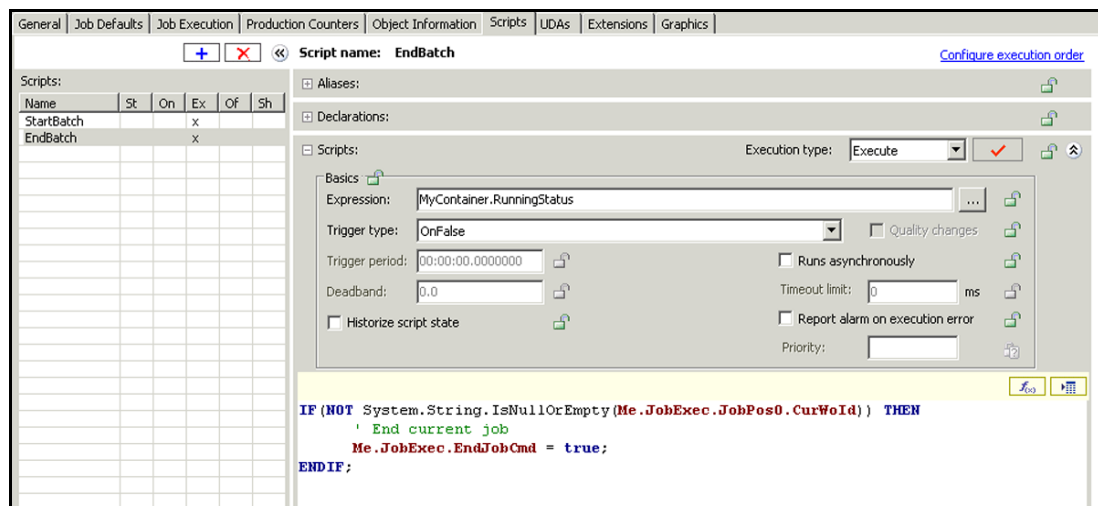 General Job Defaults Job Execution Production Counters Object Information Scripts UDAs Extensions Graphics
Script name: EndBatch
Configure execution order
Scripts:
Name St On Ex Of Sh
StartBatch x
EndBatch x
Aliases:
Declarations:
Scripts: Execution type: Execute
Basics
Expression: MyContainer.RunningStatus ...
Trigger type: OnFalse Quality changes
Trigger period: 00:00:00.0000000 Runs asynchronously
Deadband: 0.0 Timeout limit: 0 ms
Historize script state Report alarm on execution error
Priority:
f(x)
IF(NOT System.String.IsNullOrEmpty(Me.JobExec.JobPos0.CurWoId)) THEN
' End current job
Me.JobExec.EndJobCmd = true;
ENDIF;